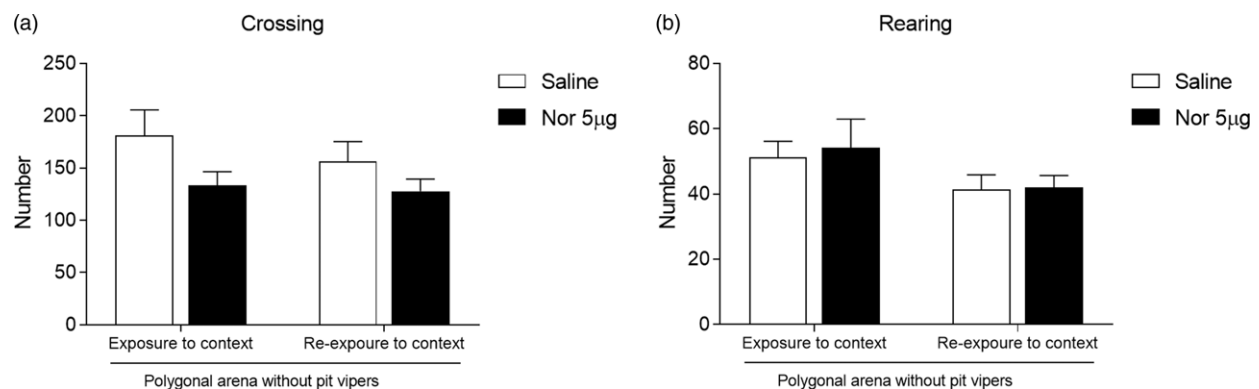 (a)
Crossing
250
200
150
100
50
0
Number
Saline
Nor 5μg
Exposure to context
Re-expoure to context
Polygonal arena without pit vipers
(b)
Rearing
80
60
40
20
0
Number
Saline
Nor 5μg
Exposure to context
Re-expoure to context
Polygonal arena without pit vipers